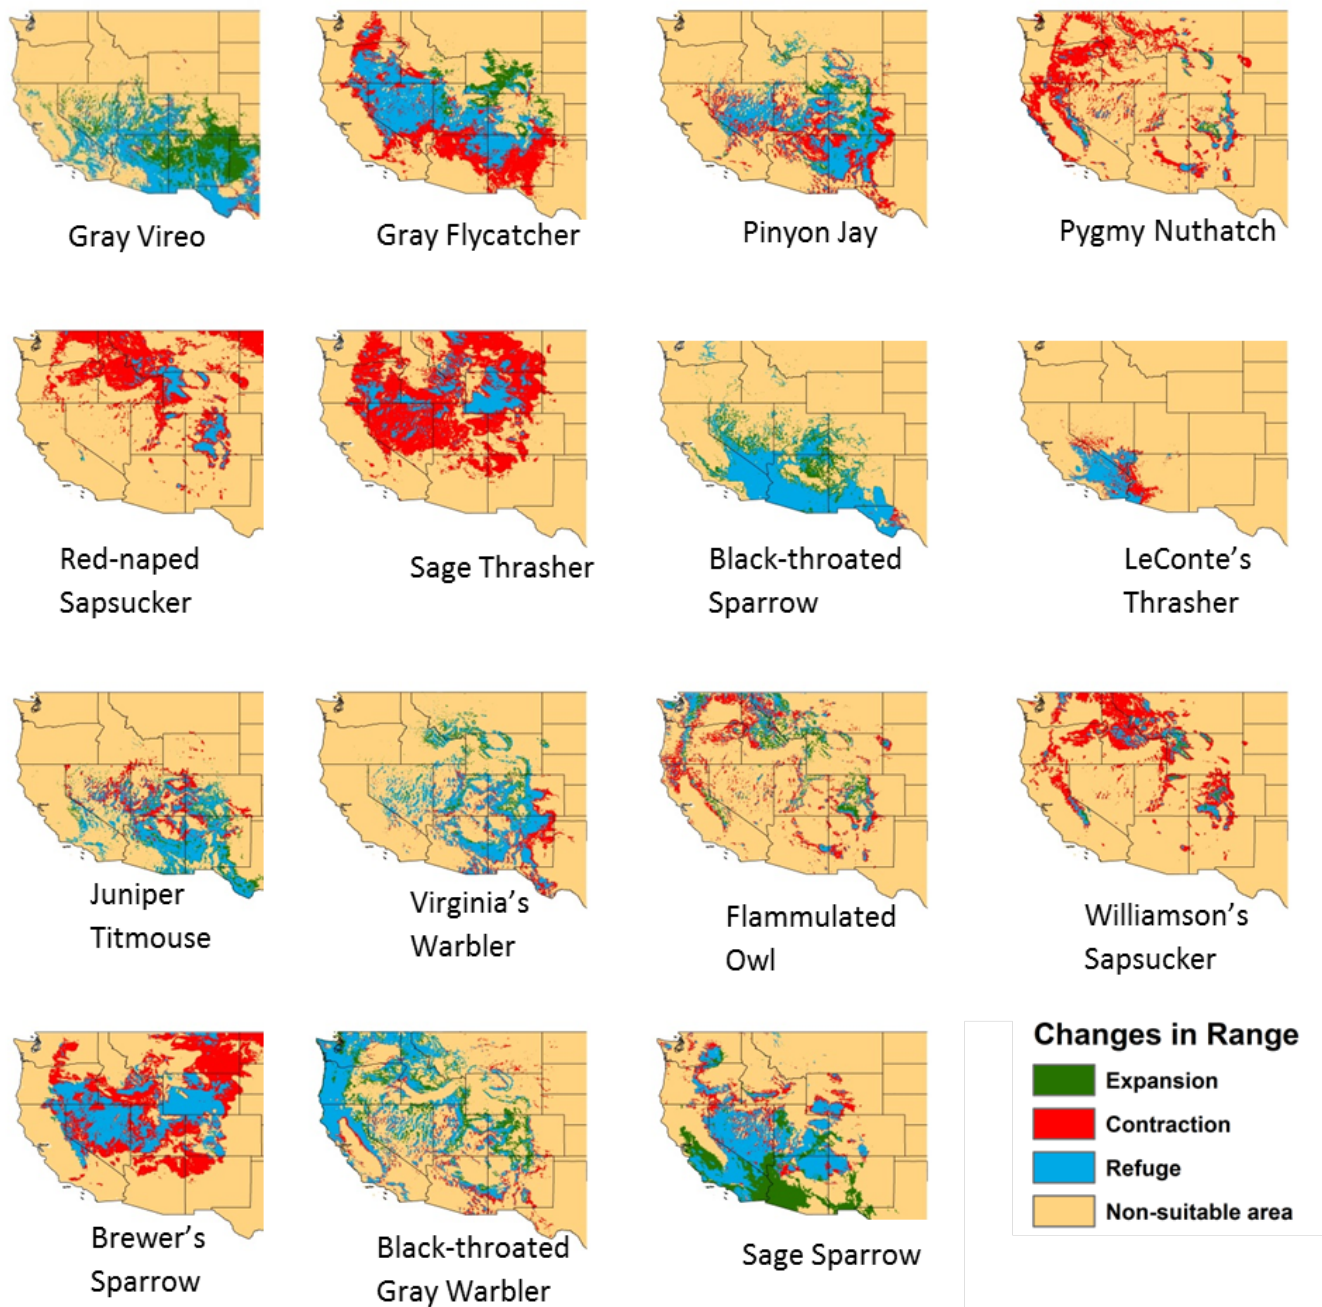 Gray Vireo
Gray Flycatcher
Pinyon Jay
Pygmy Nuthatch
Red-naped
Sapsucker
Sage Thrasher
Black-throated
Sparrow
LeConte’s
Thrasher
Juniper
Titmouse
Virginia’s
Warbler
Flammulated
Owl
Williamson’s
Sapsucker
Brewer’s
Sparrow
Black-throated
Gray Warbler
Sage Sparrow
Changes in Range
Expansion
Contraction
Refuge
Non-suitable area